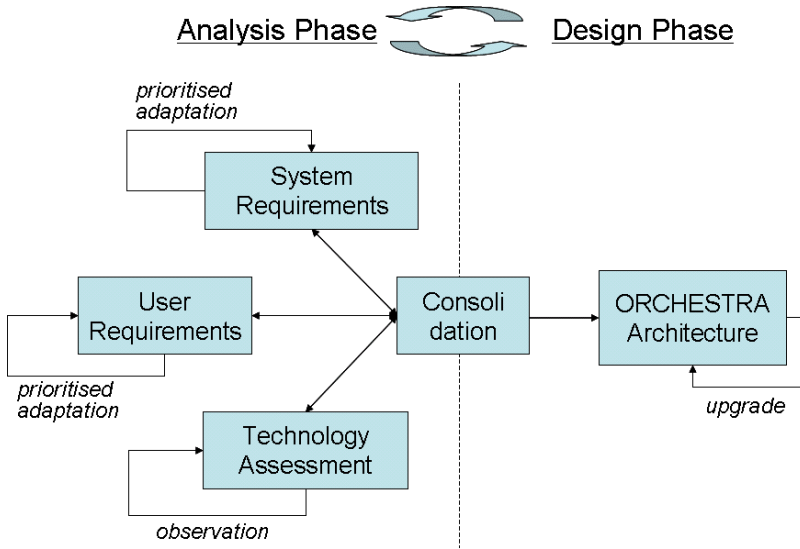 Analysis Phase
Design Phase
prioritised
adaptation
System
Requirements
User
Requirements
Consoli
dation
ORCHESTRA
Architecture
prioritised
adaptation
upgrade
Technology
Assessment
observation